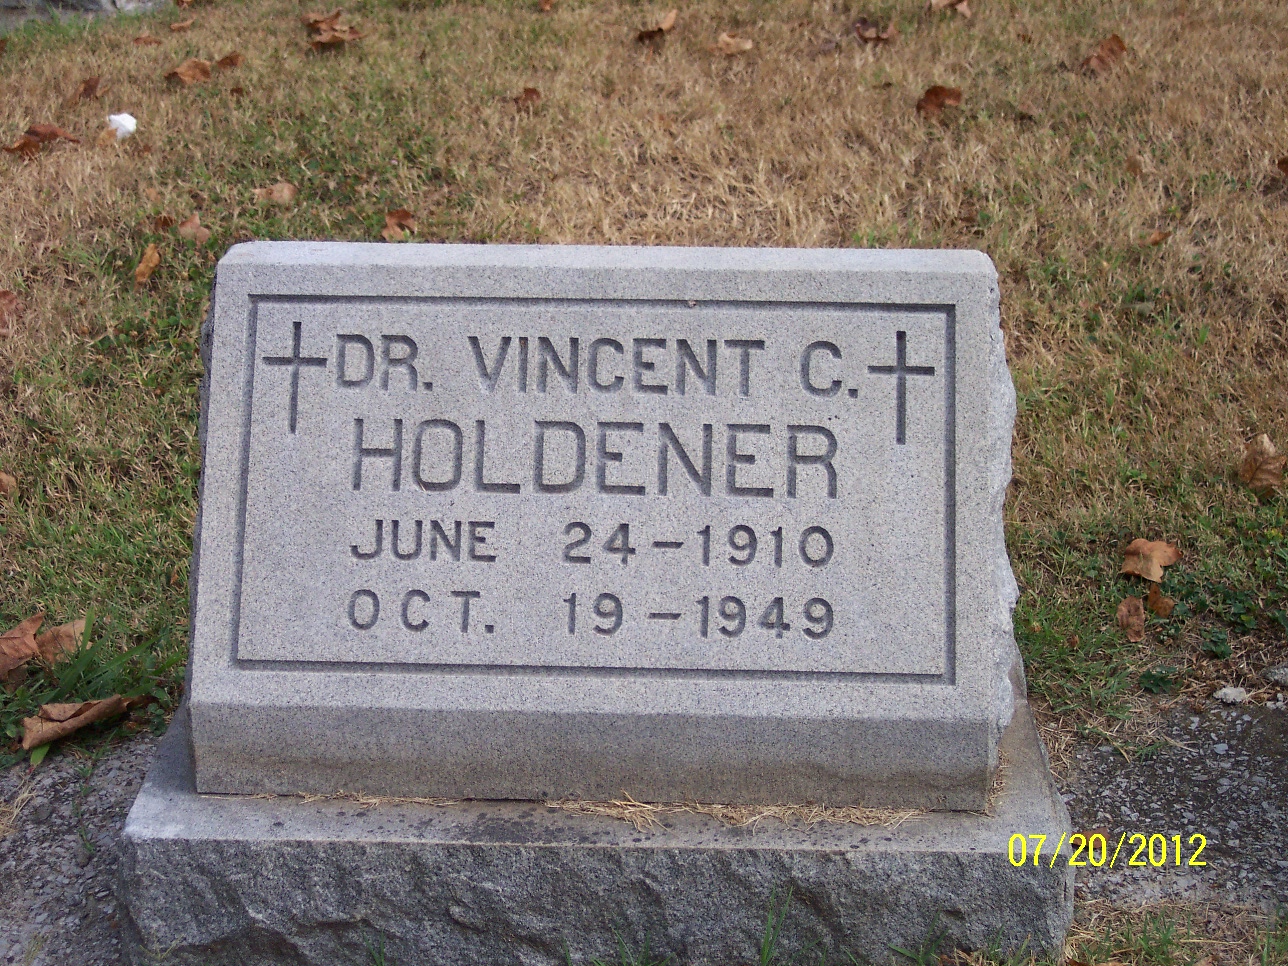 DR. VINCENT C.
HOLDENER
JUNE 24-1910
OCT. 19-1949
07/20/2012